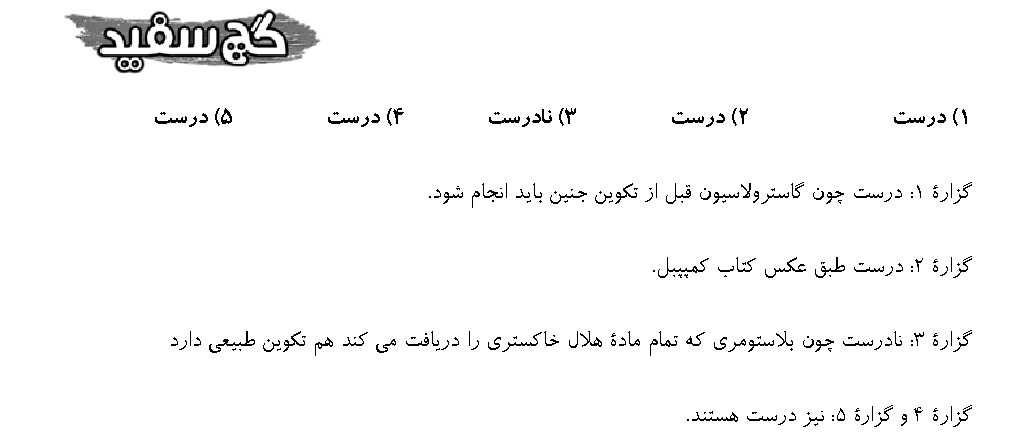 گچ سفید
۱) درست ۲) درست ۳) نادرست ۴) درست ۵) درست
گزارهٔ ۱: درست چون گاسترولاسیون قبل از تکوین جنین باید انجام شود.
گزارهٔ ۲: درست طبق عکس کتاب کمپپبل.
گزارهٔ ۳: نادرست چون بلاستومری که تمام مادهٔ هلال خاکستری را دریافت می کند هم تکوین طبیعی دارد
گزارهٔ ۴ و گزارهٔ ۵: نیز درست هستند.